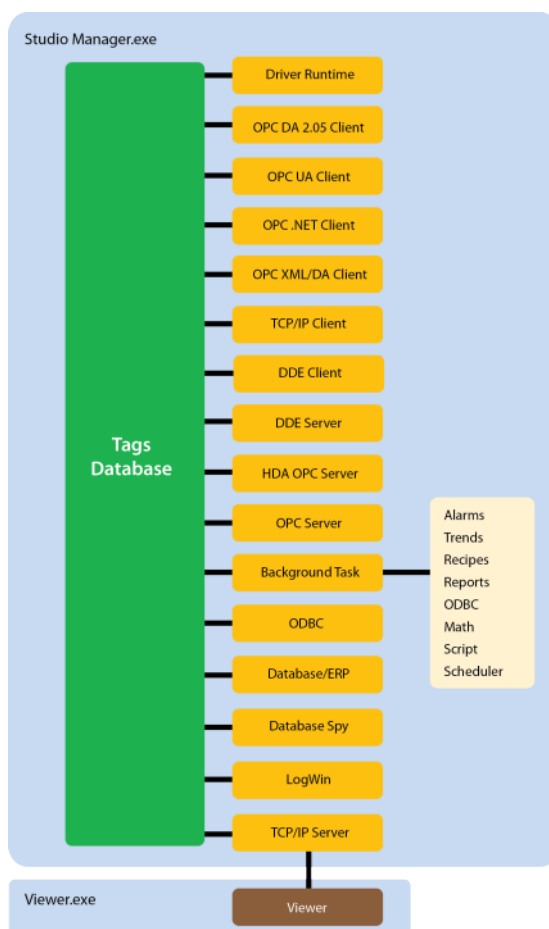 Studio Manager.exe
Driver Runtime
OPC DA 2.05 Client
OPC UA Client
OPC .NET Client
OPC XML/DA Client
TCP/IP Client
DDE Client
Tags
Database
DDE Server
HDA OPC Server
OPC Server
Background Task
ODBC
Database/ERP
Database Spy
LogWin
TCP/IP Server
Alarms
Trends
Recipes
Reports
ODBC
Math
Script
Scheduler
Viewer.exe
Viewer